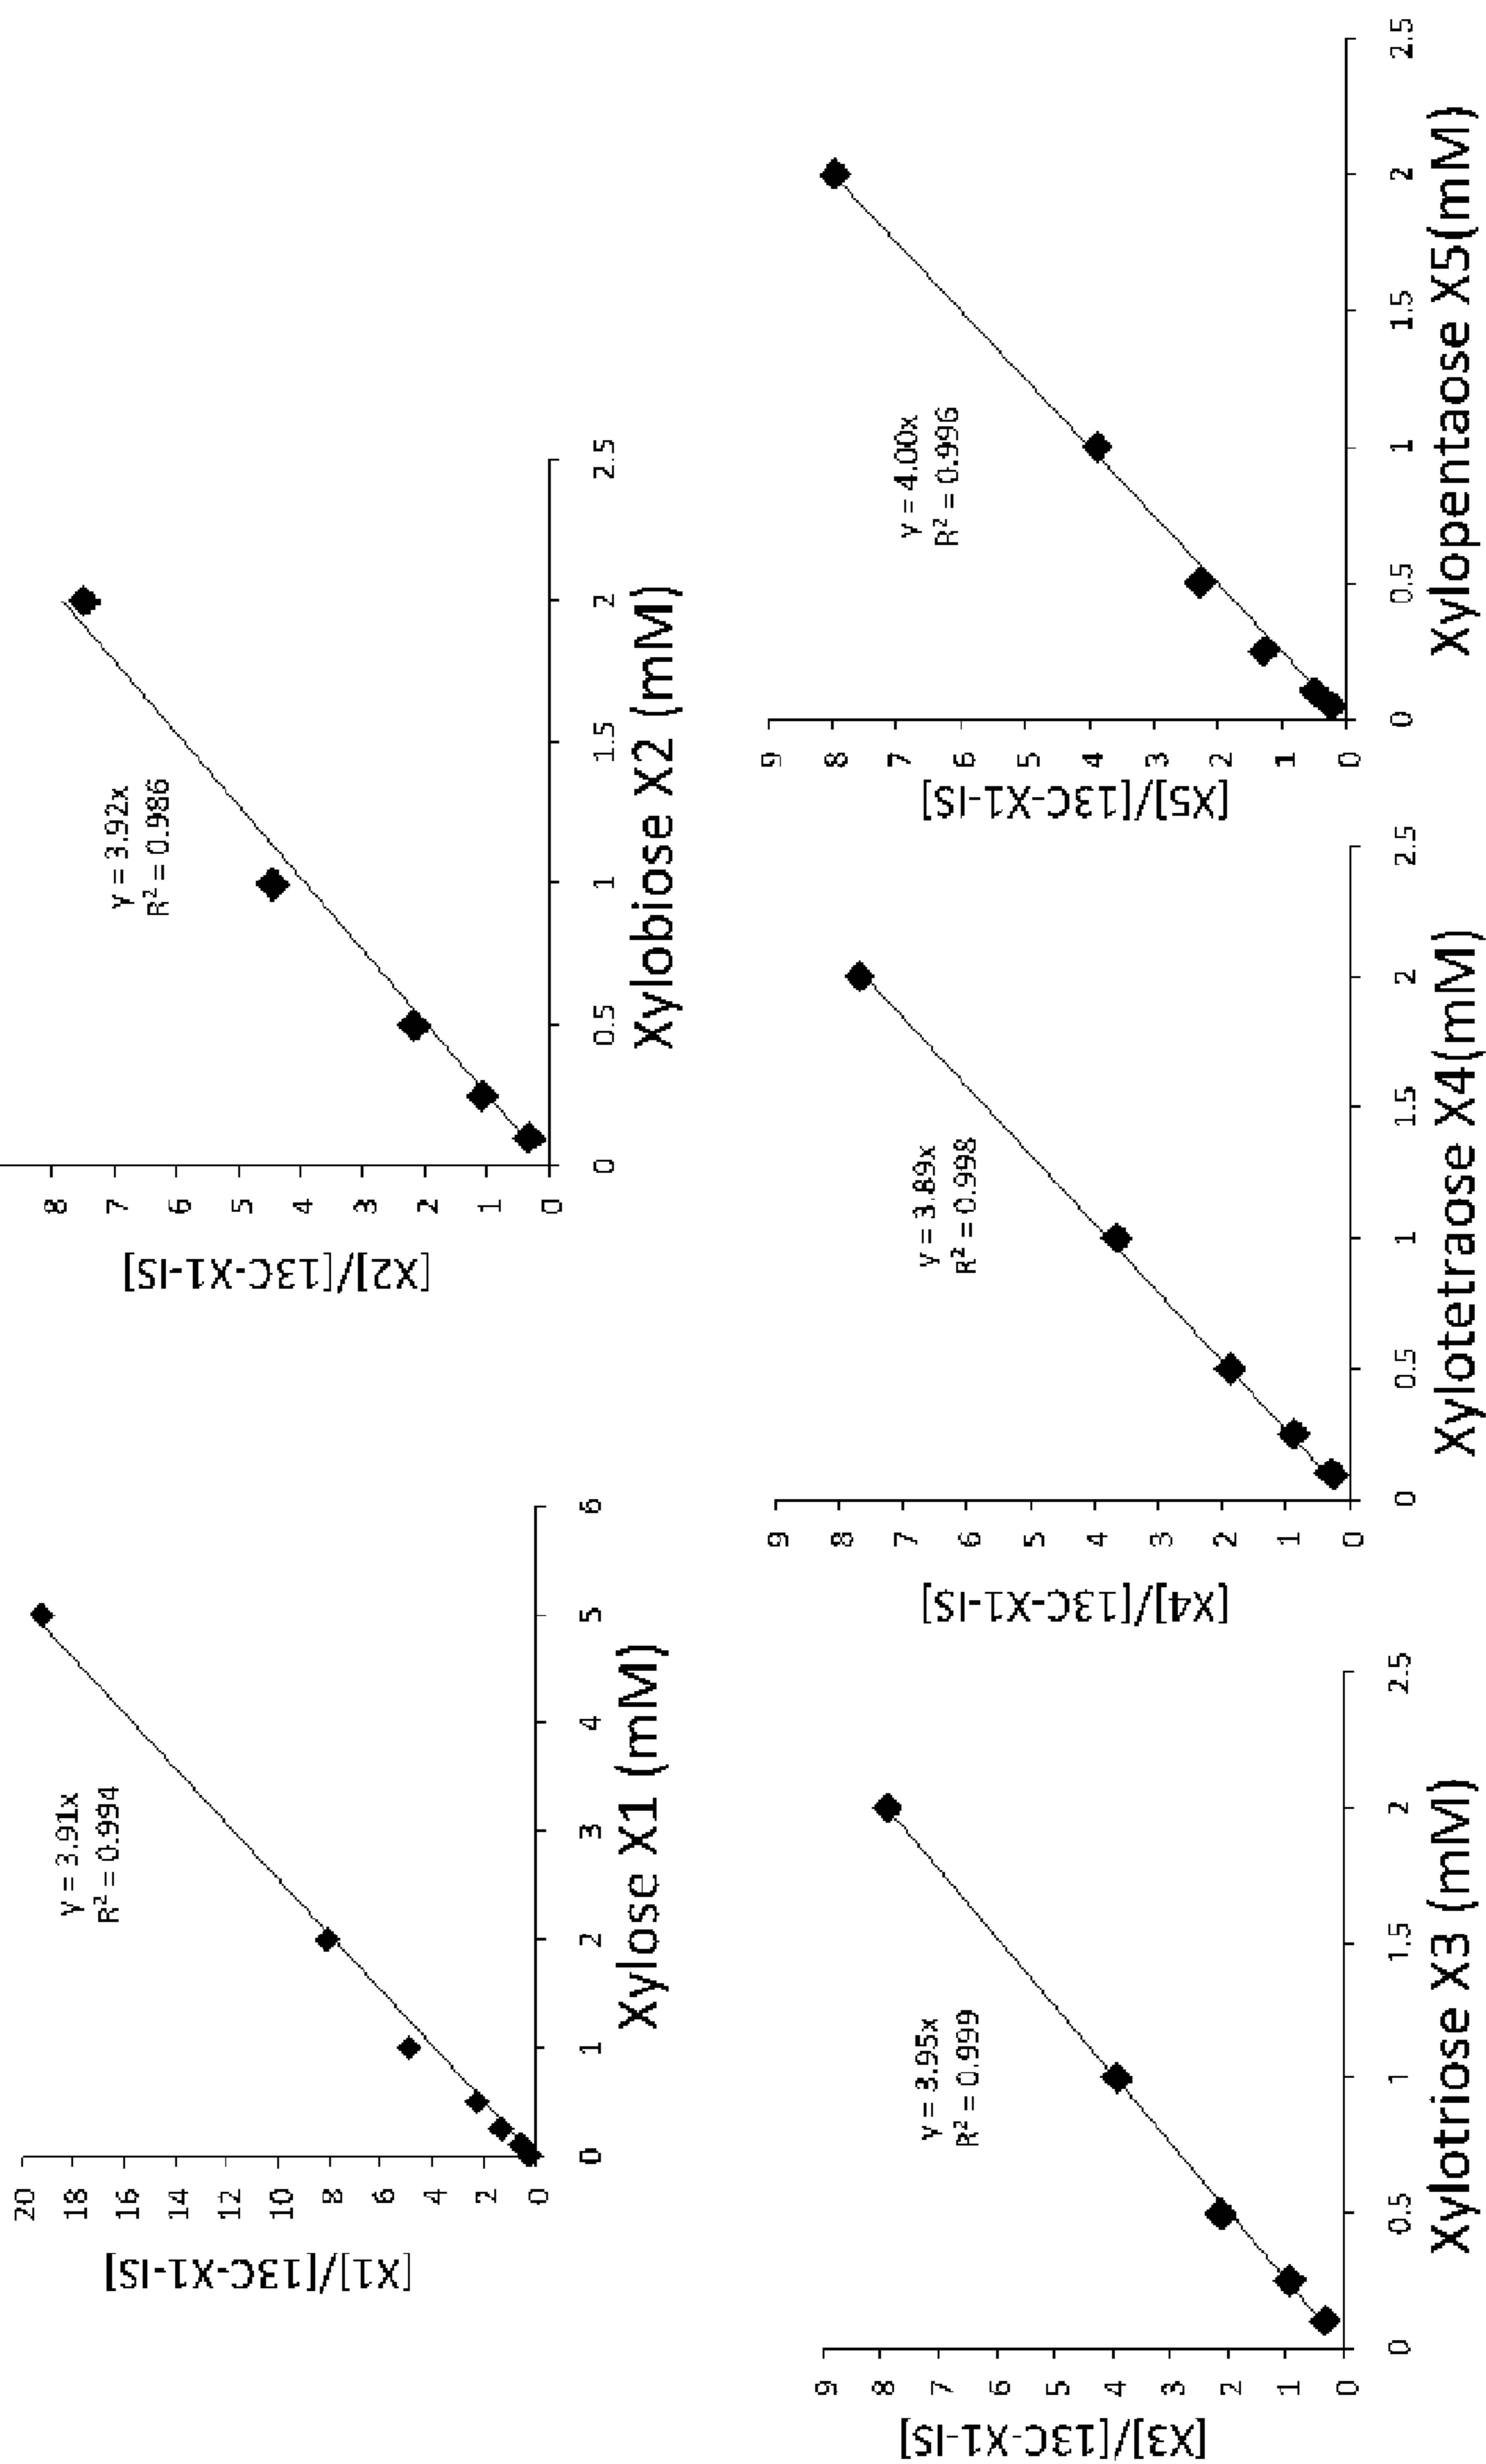 [X1]/[13C-X1-IS]
20
18
16
14
12
10
8
6
4
2
0
y = 3.91x
R² = 0.994
0 1 2 3 4 5 6
Xylose X1 (mM)
[X2]/[13C-X1-IS]
8
7
6
5
4
3
2
1
0
y = 3.92x
R² = 0.986
0 0.5 1 1.5 2 2.5
Xylobiose X2 (mM)
[X3]/[13C-X1-IS]
9
8
7
6
5
4
3
2
1
0
y = 3.95x
R² = 0.999
0 0.5 1 1.5 2 2.5
Xylotriose X3 (mM)
[X4]/[13C-X1-IS]
9
8
7
6
5
4
3
2
1
0
y = 3.89x
R² = 0.998
0 0.5 1 1.5 2 2.5
Xylotetraose X4(mM)
[X5]/[13C-X1-IS]
9
8
7
6
5
4
3
2
1
0
y = 4.00x
R² = 0.996
0 0.5 1 1.5 2 2.5
Xylopentaose X5(mM)